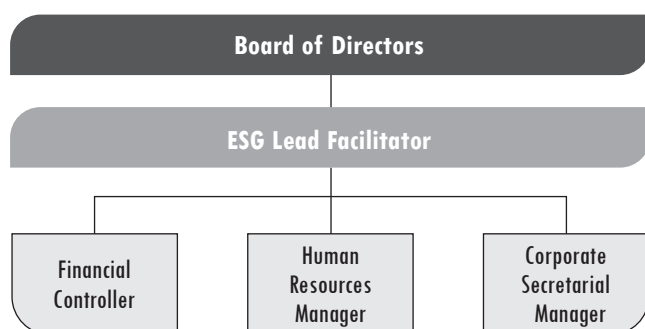 Board of Directors
ESG Lead Facilitator
Financial
Controller
Human
Resources
Manager
Corporate
Secretarial
Manager